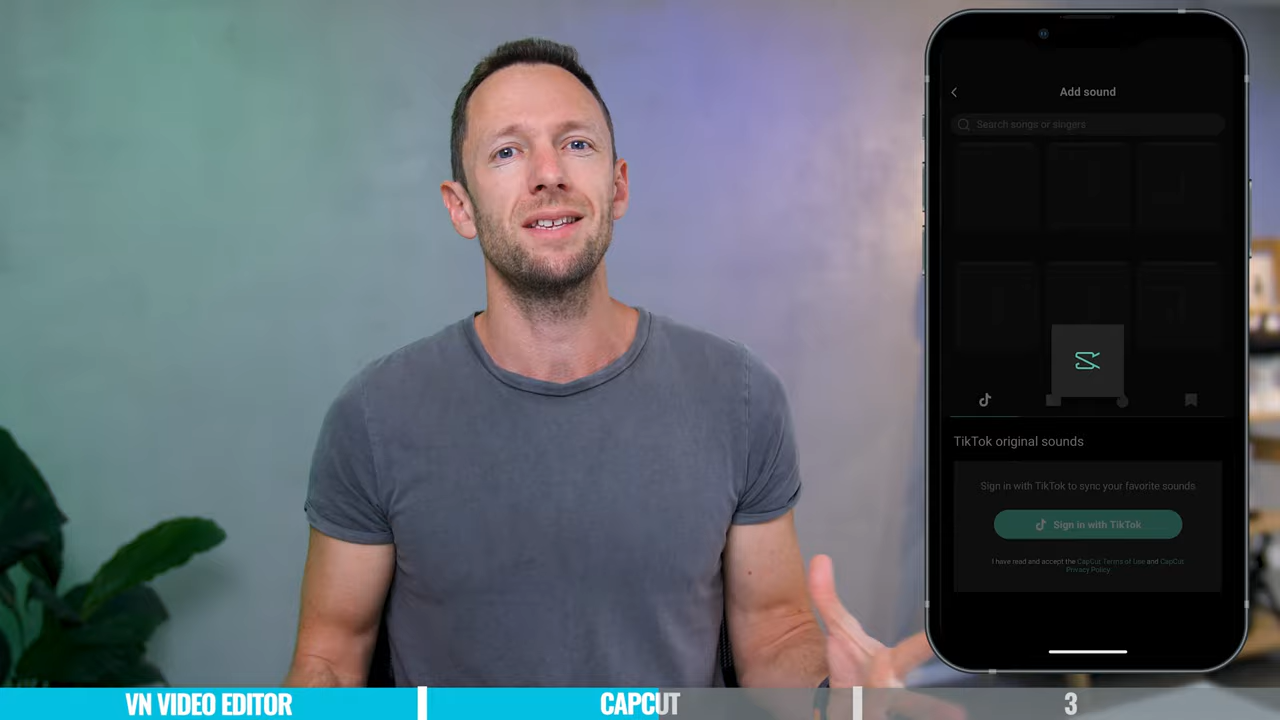 Add sound
Search songs or singers
TikTok original sounds
Sign in with TikTok to sync your favorite sounds
Sign in with TikTok
I have read and accept the CapCut Terms of Use and CapCut
Privacy Policy.
VN VIDEO EDITOR
CAPCUT
3